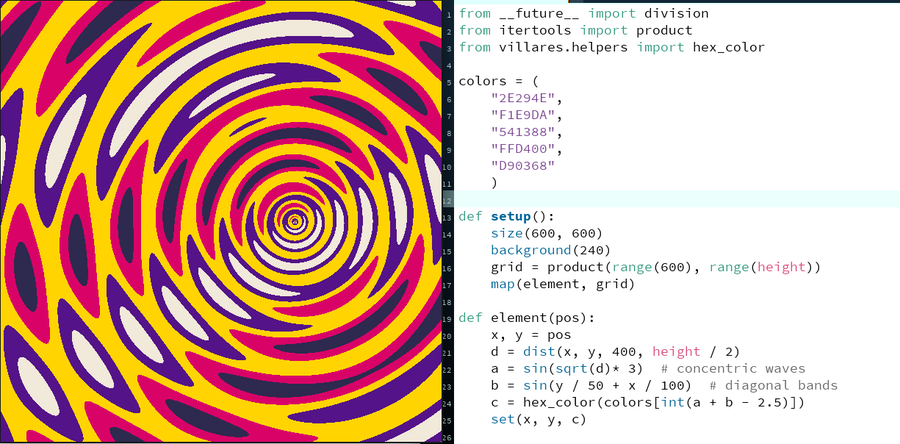 1 from __future__ import division
2 from itertools import product
3 from villares.helpers import hex_color
4
5 colors = (
6 "2E294E",
7 "F1E9DA",
8 "541388",
9 "FFD400",
10 "D90368"
11 )
12
13 def setup():
14 size(600, 600)
15 background(240)
16 grid = product(range(600), range(height))
17 map(element, grid)
18
19 def element(pos):
20 x, y = pos
21 d = dist(x, y, 400, height / 2)
22 a = sin(sqrt(d)* 3)  # concentric waves
23 b = sin(y / 50 + x / 100)  # diagonal bands
24 c = hex_color(colors[int(a + b - 2.5)])
25 set(x, y, c)
26